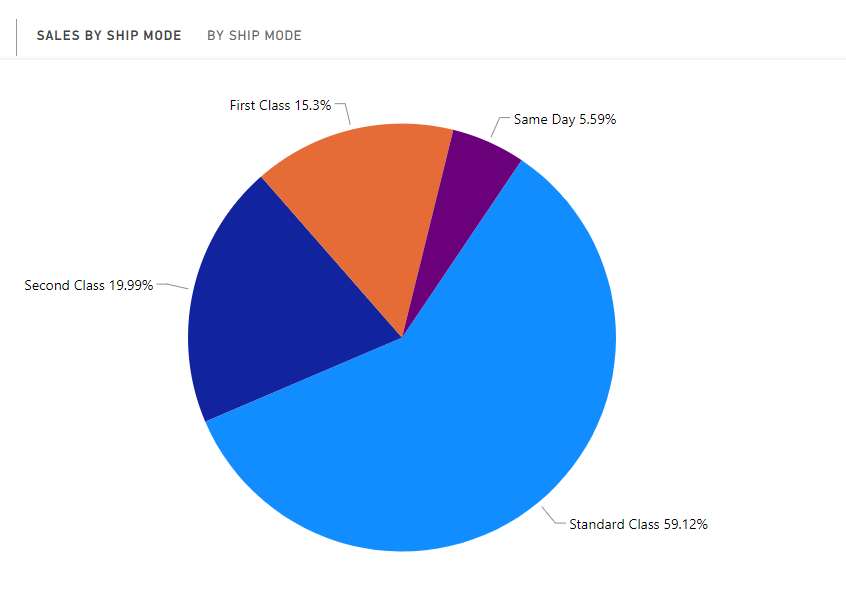 SALES BY SHIP MODE BY SHIP MODE
First Class 15.3%
Same Day 5.59%
Second Class 19.99%
Standard Class 59.12%